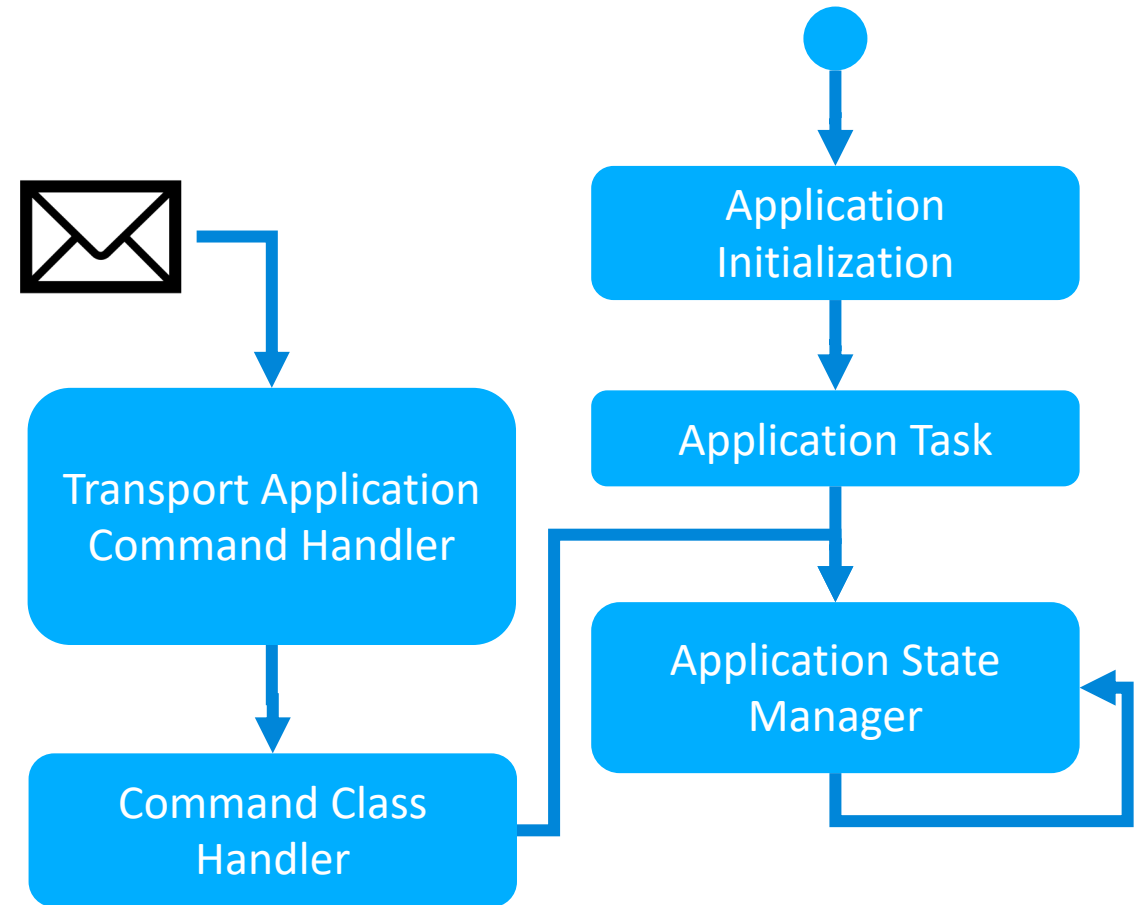 Application
Initialization
Application Task
Transport Application
Command Handler
Application State
Manager
Command Class
Handler